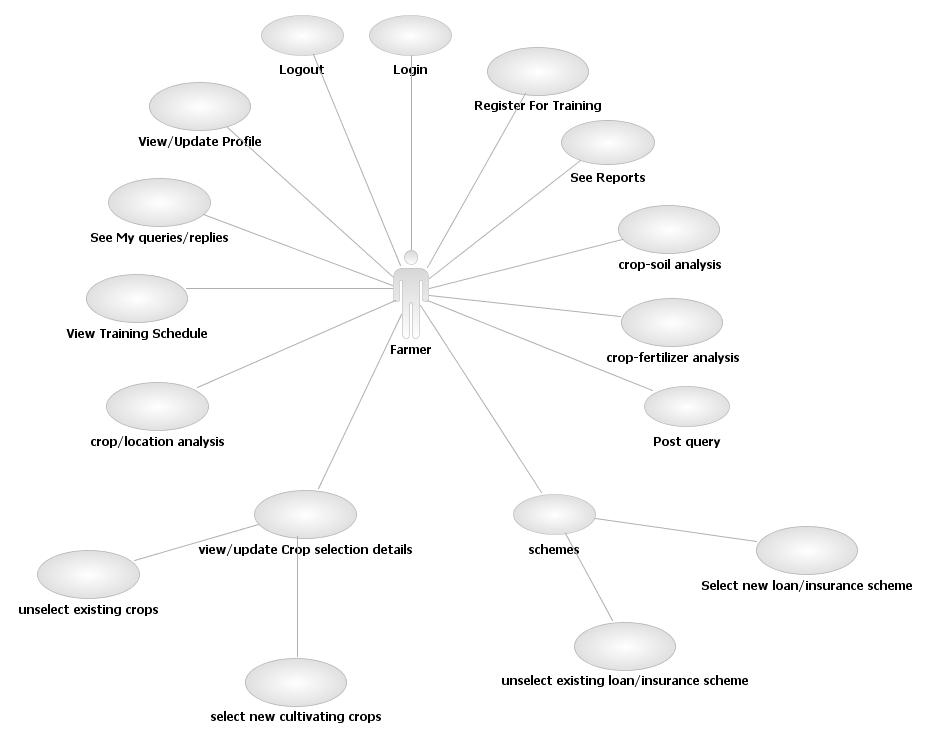 Logout
Login
Register For Training
View/Update Profile
See Reports
See My queries/replies
crop-soil analysis
View Training Schedule
Farmer
crop-fertilizer analysis
crop/location analysis
Post query
view/update Crop selection details
schemes
Select new loan/insurance scheme
unselect existing crops
unselect existing loan/insurance scheme
select new cultivating crops